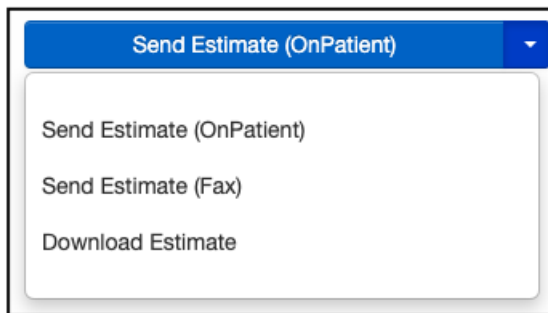 Send Estimate (OnPatient)
Send Estimate (OnPatient)
Send Estimate (Fax)
Download Estimate